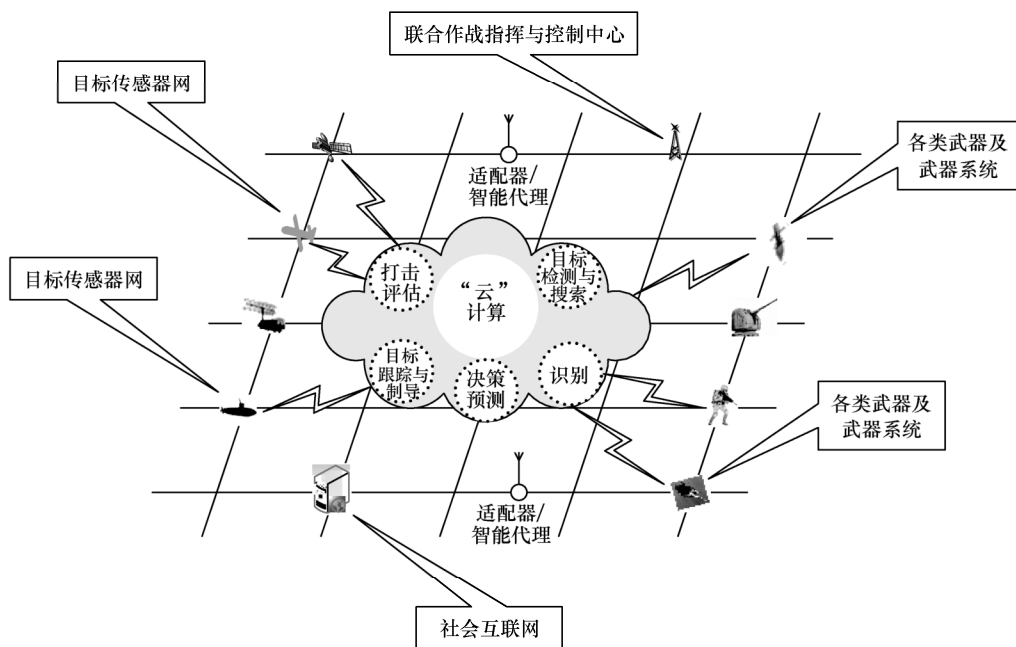 联合作战指挥与控制中心
目标传感器网
各类武器及
武器系统
适配器/
智能代理
目标传感器网
打击
评估
“云”
计算
目标
检测与
搜索
目标
跟踪与
制导
决策
预测
识别
各类武器及
武器系统
适配器/
智能代理
社会互联网